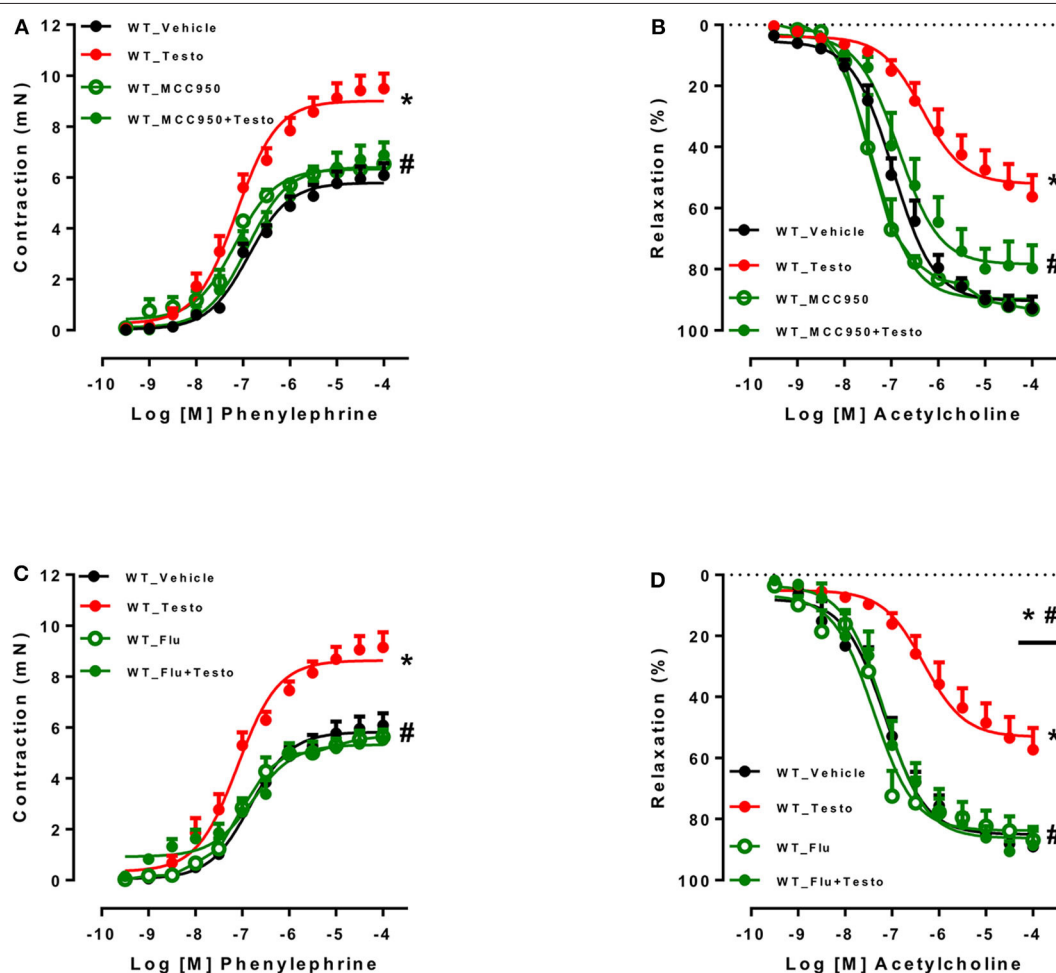 A
12
10
8
6
4
2
0
Contraction (mN)
WT_Vehicle
WT_Testo
WT_MCC950
WT_MCC950+Testo
*
#
-10 -9 -8 -7 -6 -5 -4
Log [M] Phenylephrine
B
0
20
40
60
80
100
Relaxation (%)
*
#
WT_Vehicle
WT_Testo
WT_MCC950
WT_MCC950+Testo
-10 -9 -8 -7 -6 -5 -4
Log [M] Acetylcholine
C
12
10
8
6
4
2
0
Contraction (mN)
WT_Vehicle
WT_Testo
WT_Flu
WT_Flu+Testo
*
#
-10 -9 -8 -7 -6 -5 -4
Log [M] Phenylephrine
D
0
20
40
60
80
100
Relaxation (%)
* #
*
#
WT_Vehicle
WT_Testo
WT_Flu
WT_Flu+Testo
-10 -9 -8 -7 -6 -5 -4
Log [M] Acetylcholine